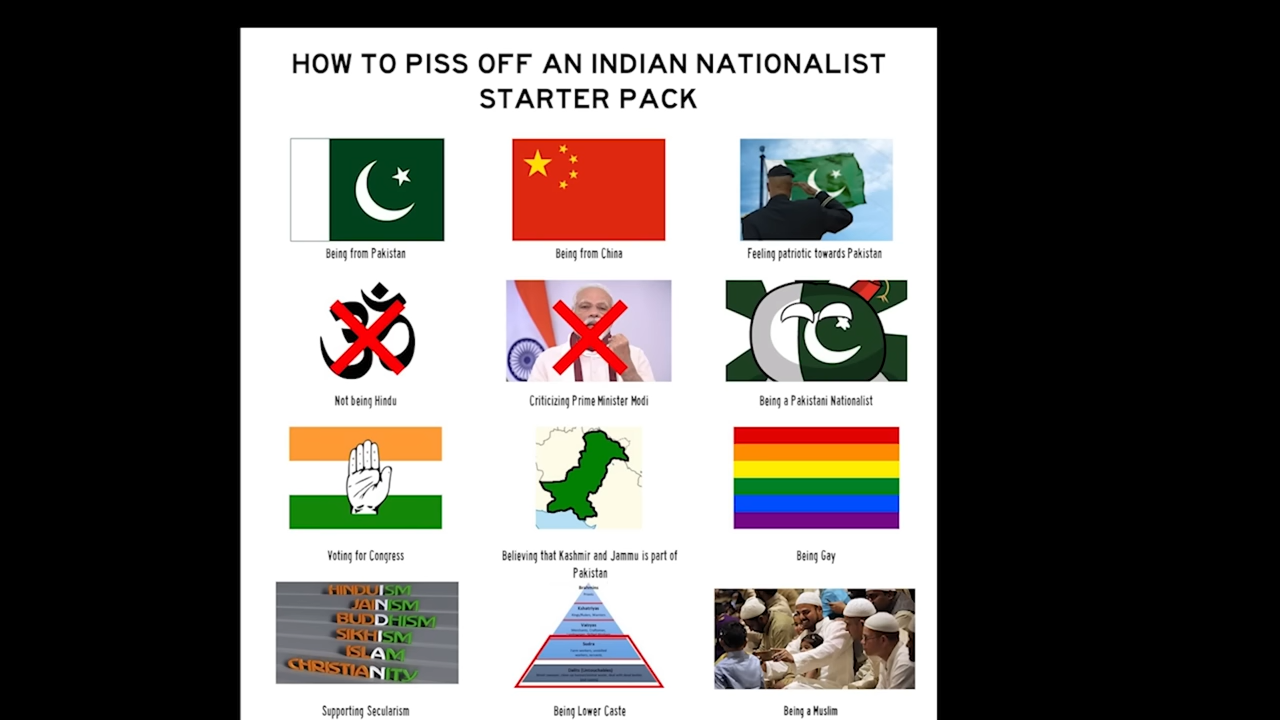 HOW TO PISS OFF AN INDIAN NATIONALIST
STARTER PACK
Being from Pakistan
Being from China
Feeling patriotic towards Pakistan
ॐ
Not being Hindu
Criticizing Prime Minister Modi
Being a Pakistani Nationalist
Voting for Congress
Believing that Kashmir and Jammu is part of
Pakistan
Being Gay
HINDUISM
JAINISM
BUDDHISM
SIKHISM
ISLAM
CHRISTIANITY
Supporting Secularism
Brahmins
Kshatriyas
Vaisyas
Sudra
Being Lower Caste
Being a Muslim